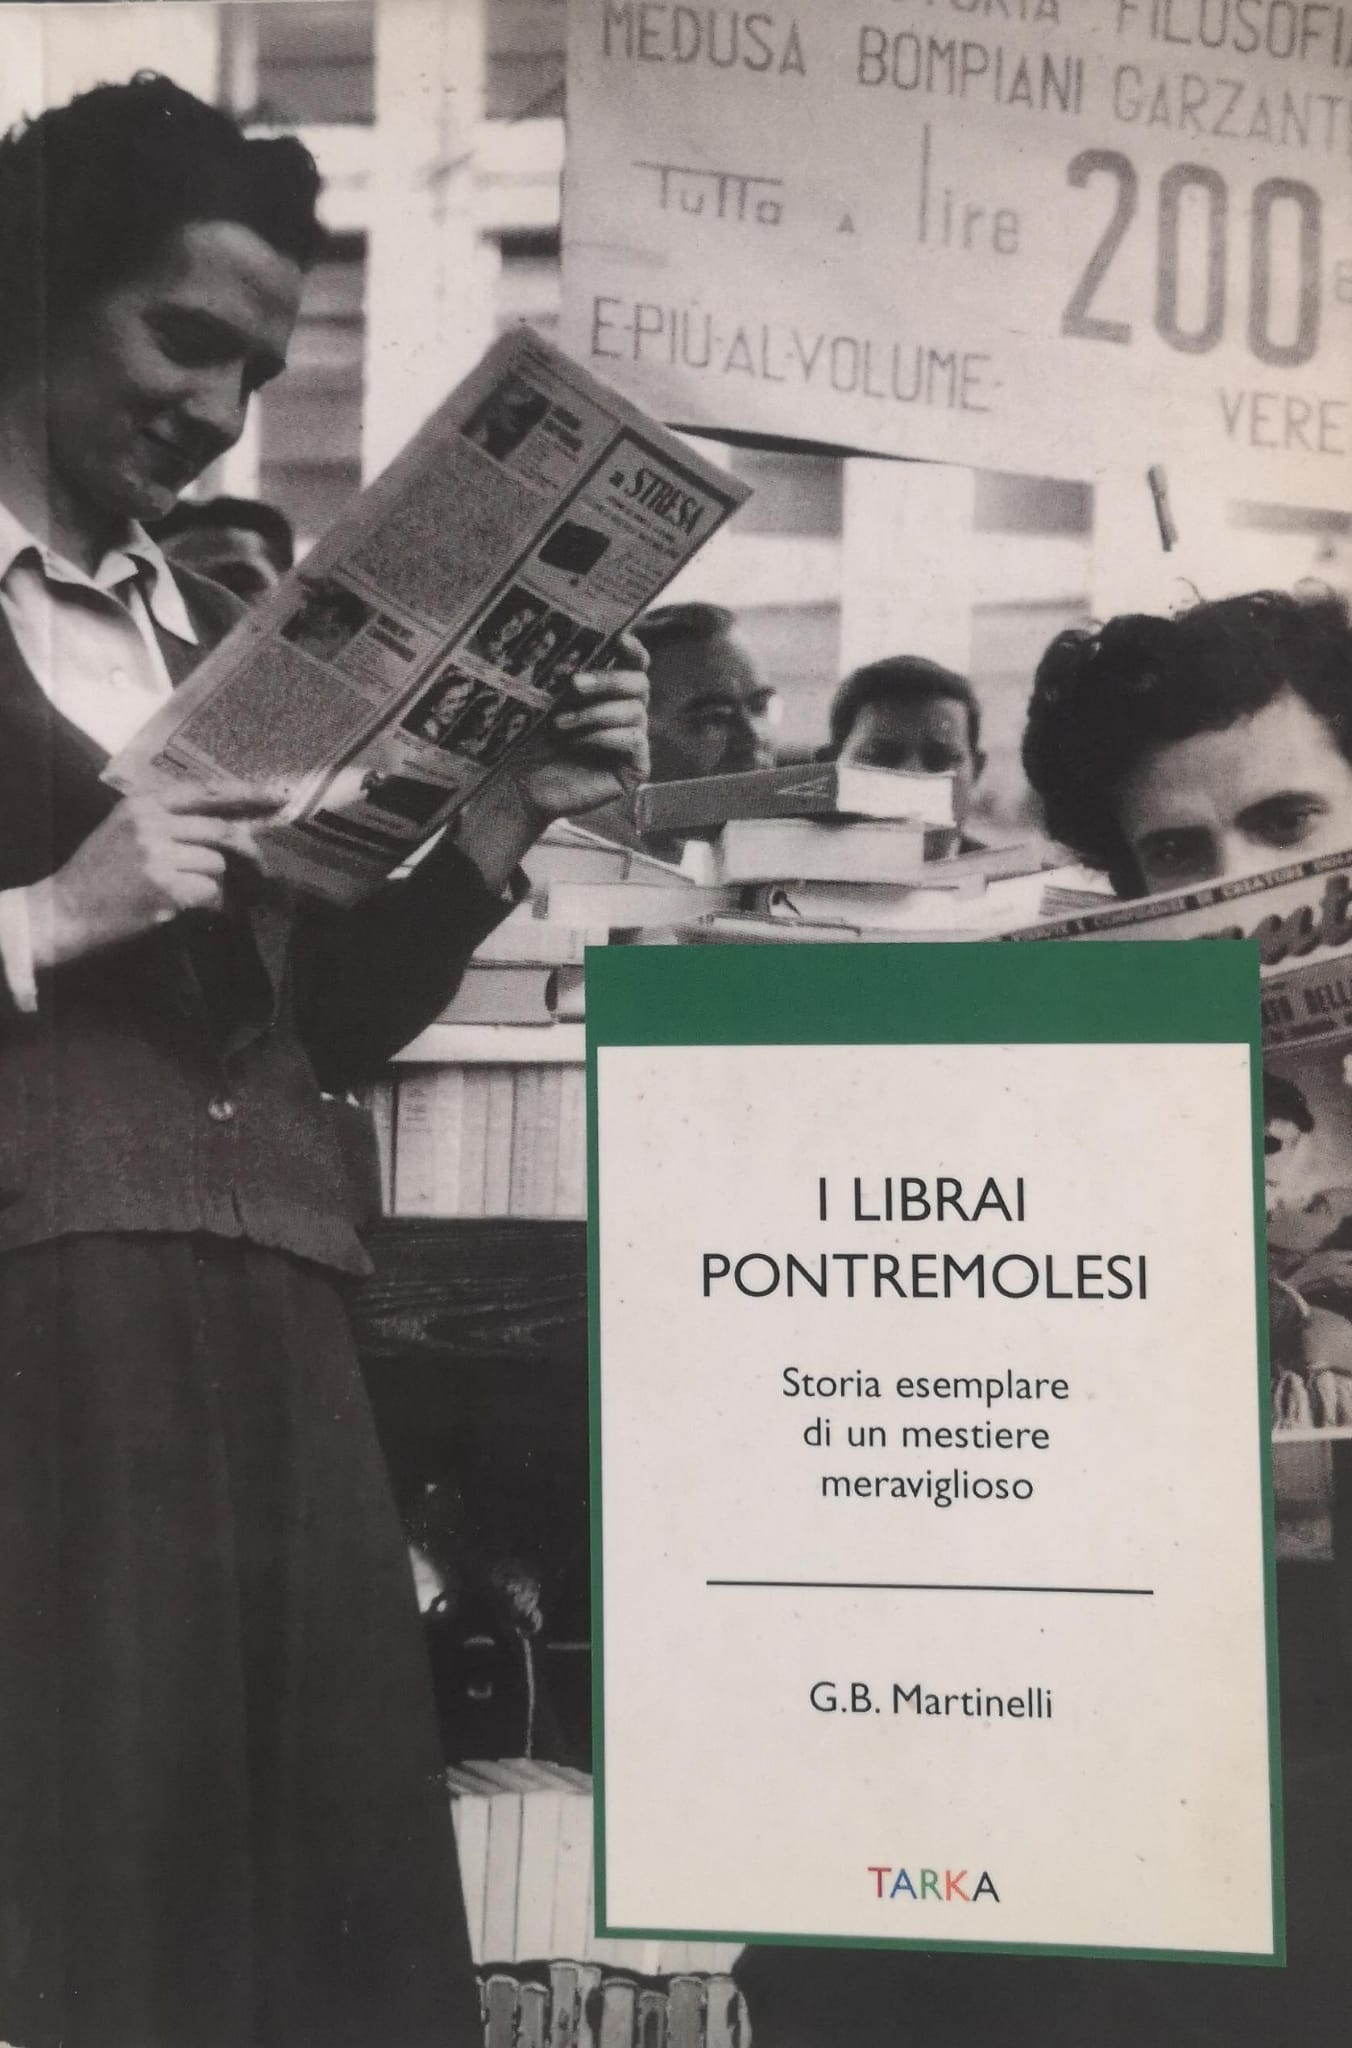 FILOSOFIA
MEDUSA BOMPIANI GARZANTI
Tutto A lire 200
E·PIÙ·AL·VOLUME·
VERE
a STRESA
I LIBRAI
PONTREMOLESI
Storia esemplare
di un mestiere
meraviglioso
G.B. Martinelli
TARKA